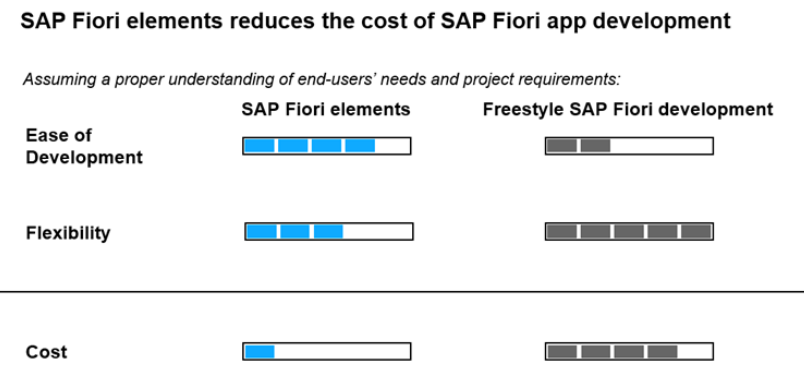 SAP Fiori elements reduces the cost of SAP Fiori app development
Assuming a proper understanding of end-users’ needs and project requirements:
SAP Fiori elements
Freestyle SAP Fiori development
Ease of
Development
Flexibility
Cost